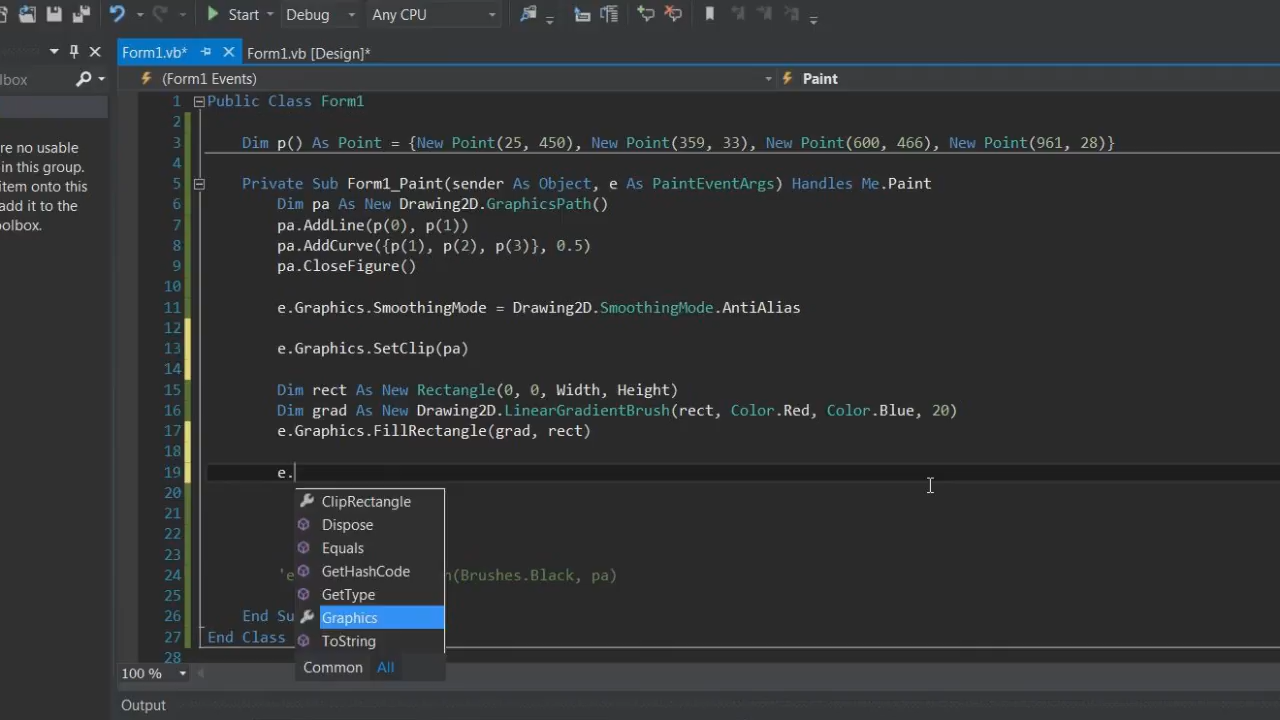 Start Debug Any CPU
Form1.vb* Form1.vb [Design]*
lbox (Form1 Events) Paint
re no usable
in this group.
item onto this
add it to the
oolbox.
1 Public Class Form1
2
3 Dim p() As Point = {New Point(25, 450), New Point(359, 33), New Point(600, 466), New Point(961, 28)}
4
5 Private Sub Form1_Paint(sender As Object, e As PaintEventArgs) Handles Me.Paint
6 Dim pa As New Drawing2D.GraphicsPath()
7 pa.AddLine(p(0), p(1))
8 pa.AddCurve({p(1), p(2), p(3)}, 0.5)
9 pa.CloseFigure()
10
11 e.Graphics.SmoothingMode = Drawing2D.SmoothingMode.AntiAlias
12
13 e.Graphics.SetClip(pa)
14
15 Dim rect As New Rectangle(0, 0, Width, Height)
16 Dim grad As New Drawing2D.LinearGradientBrush(rect, Color.Red, Color.Blue, 20)
17 e.Graphics.FillRectangle(grad, rect)
18
19 e.
20
21
22
23
24 'e n(Brushes.Black, pa)
25
26 End Su
27 End Class
28
ClipRectangle
Dispose
Equals
GetHashCode
GetType
Graphics
ToString
Common All
100 %
Output